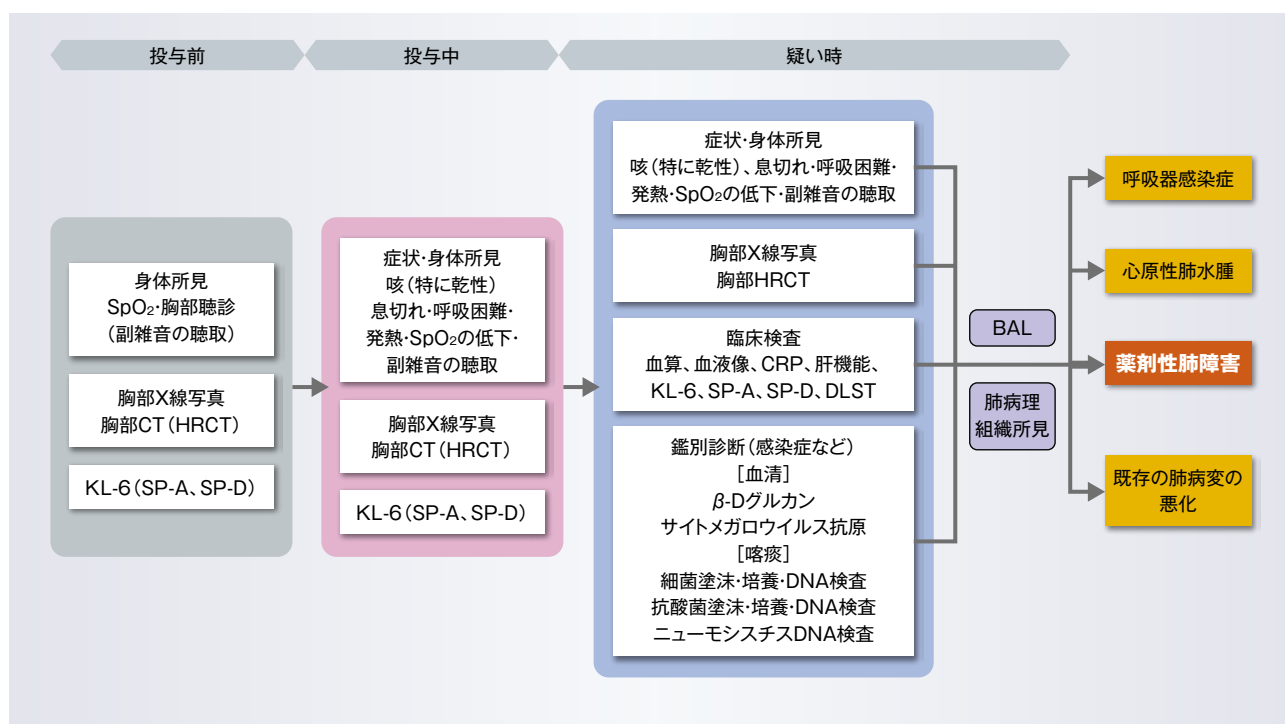 投与前
投与中
疑い時
身体所見
SpO₂・胸部聴診
(副雑音の聴取)
胸部X線写真
胸部CT(HRCT)
KL-6(SP-A、SP-D)
症状・身体所見
咳(特に乾性)
息切れ・呼吸困難・
発熱・SpO₂の低下・
副雑音の聴取
胸部X線写真
胸部CT(HRCT)
KL-6(SP-A、SP-D)
症状・身体所見
咳(特に乾性)、息切れ・呼吸困難・
発熱・SpO₂の低下・副雑音の聴取
胸部X線写真
胸部HRCT
臨床検査
血算、血液像、CRP、肝機能、
KL-6、SP-A、SP-D、DLST
鑑別診断(感染症など)
[血清]
β-Dグルカン
サイトメガロウイルス抗原
[喀痰]
細菌塗沫・培養・DNA検査
抗酸菌塗沫・培養・DNA検査
ニューモシスチスDNA検査
BAL
肺病理
組織所見
呼吸器感染症
心原性肺水腫
薬剤性肺障害
既存の肺病変の
悪化